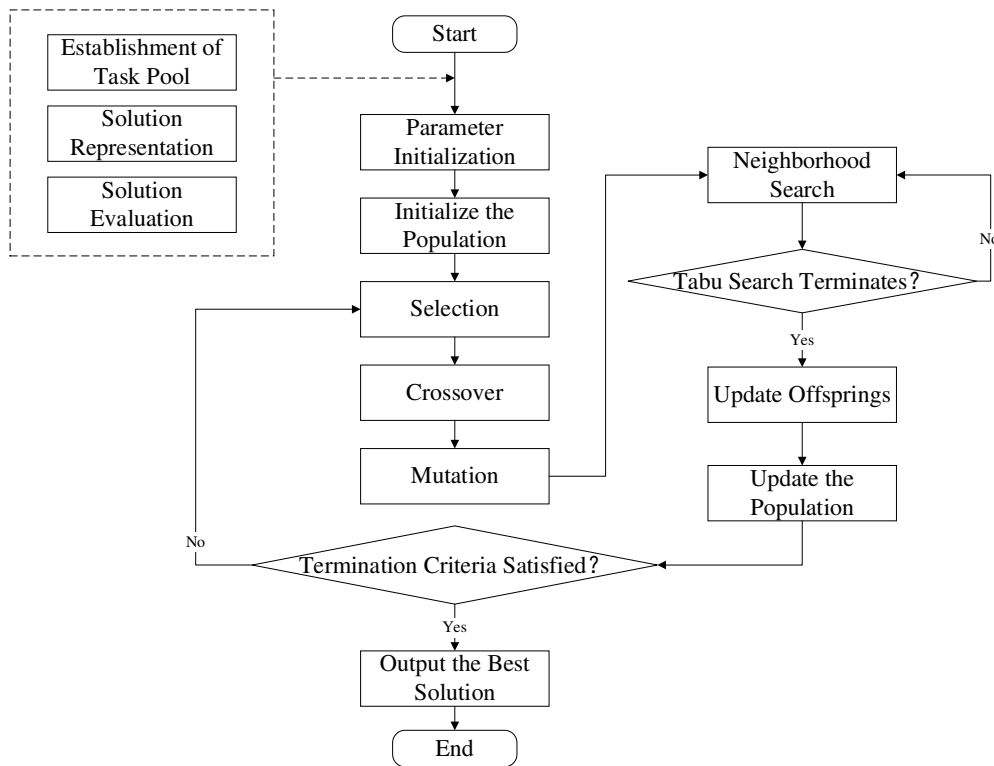 Start
Establishment of
Task Pool
Solution
Representation
Solution
Evaluation
Parameter
Initialization
Initialize the
Population
Selection
Crossover
Mutation
Neighborhood
Search
No
Tabu Search Terminates?
Yes
Update Offsprings
Update the
Population
No
Termination Criteria Satisfied?
Yes
Output the Best
Solution
End